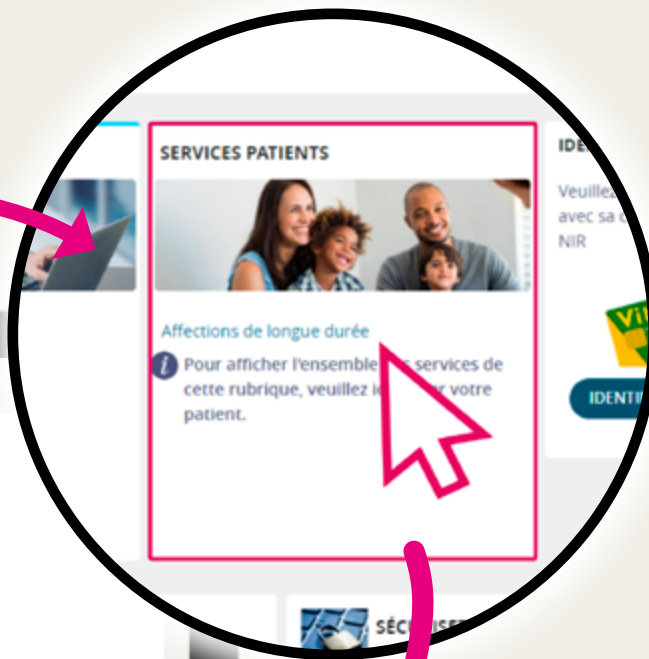 SERVICES PATIENTS
Affections de longue durée
Pour afficher l'ensemble services de
cette rubrique, veuillez votre
patient.
avec sa
NIR